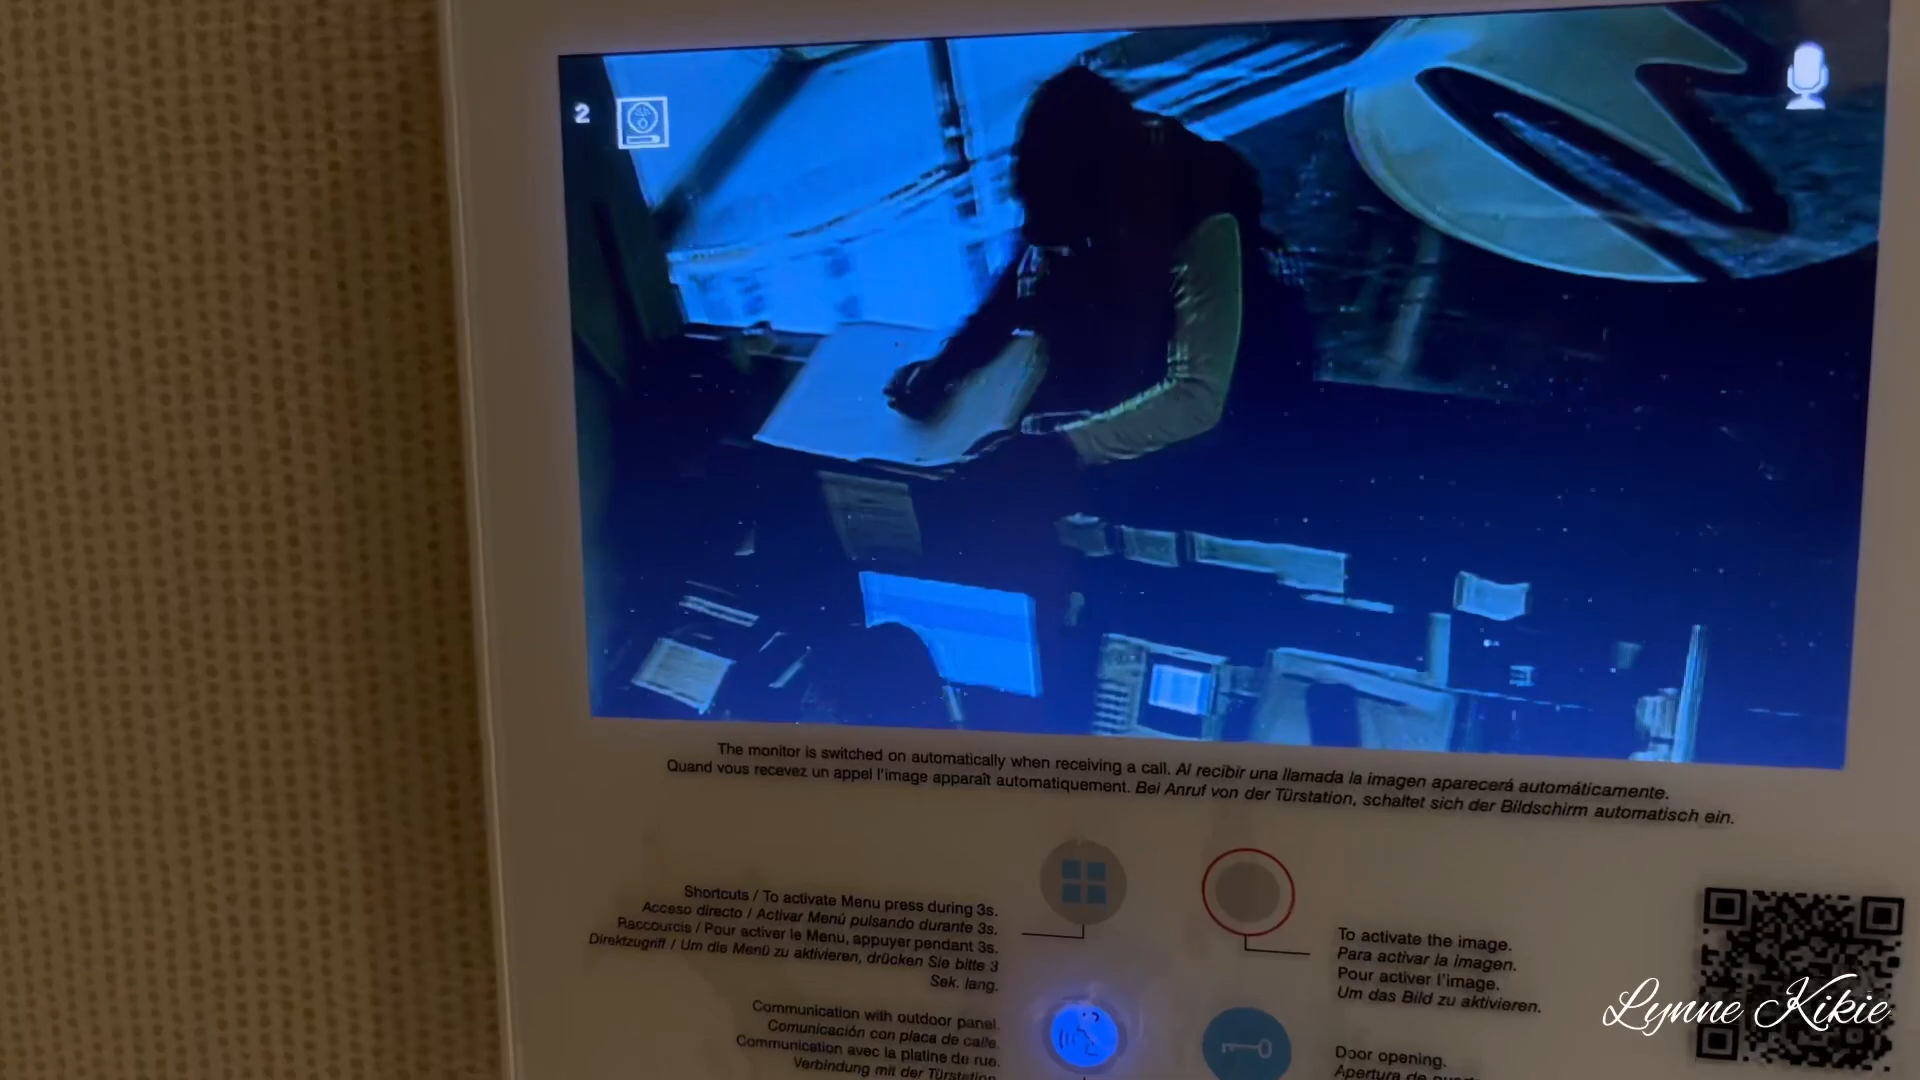 2
The monitor is switched on automatically when receiving a call. Al recibir una llamada la imagen aparecerá automáticamente.
Quand vous recevez un appel l'image apparaît automatiquement. Bei Anruf von der Türstation, schaltet sich der Bildschirm automatisch ein.
Shortcuts / To activate Menu press during 3s.
Acceso directo / Activar Menú pulsando durante 3s.
Raccourcis / Pour activer le Menu, appuyer pendant 3s.
Direktzugriff / Um die Menü zu aktivieren, drücken Sie bitte 3
Sek. lang.
To activate the image.
Para activar la imagen.
Pour activer l'image.
Um das Bild zu aktivieren.
Communication with outdoor panel.
Comunicación con placa de calle.
Communication avec la platine de rue.
Verbindung mit der Türstation
Door opening.
Apertura de
Lynne Kikie